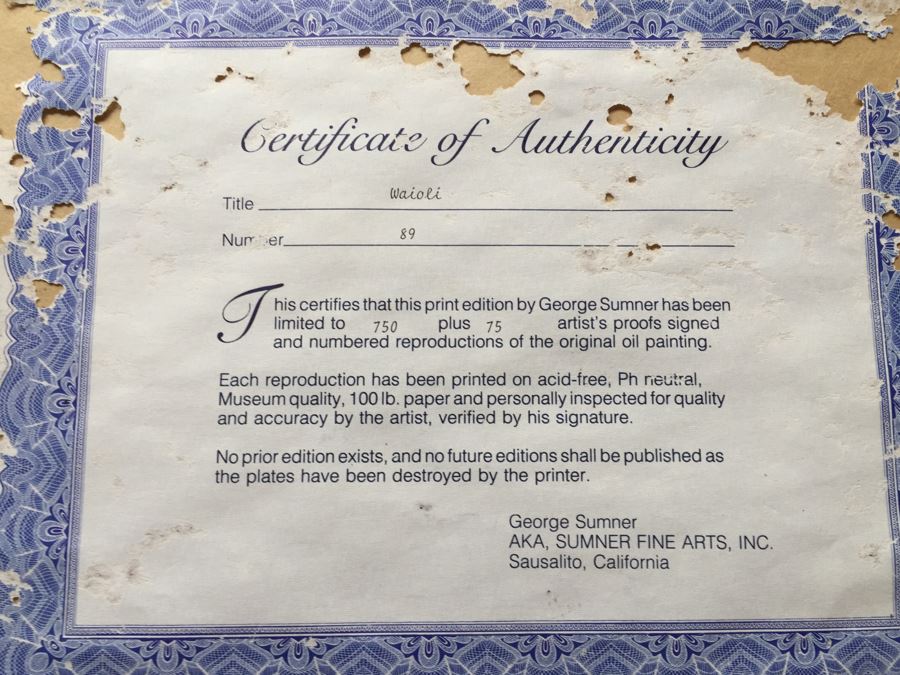 Certificate of Authenticity
Title Waioli
Number 89
This certifies that this print edition by George Sumner has been
limited to 750 plus 75 artist's proofs signed
and numbered reproductions of the original oil painting.
Each reproduction has been printed on acid-free, Ph neutral,
Museum quality, 100 lb. paper and personally inspected for quality
and accuracy by the artist, verified by his signature.
No prior edition exists, and no future editions shall be published as
the plates have been destroyed by the printer.
George Sumner
AKA, SUMNER FINE ARTS, INC.
Sausalito, California